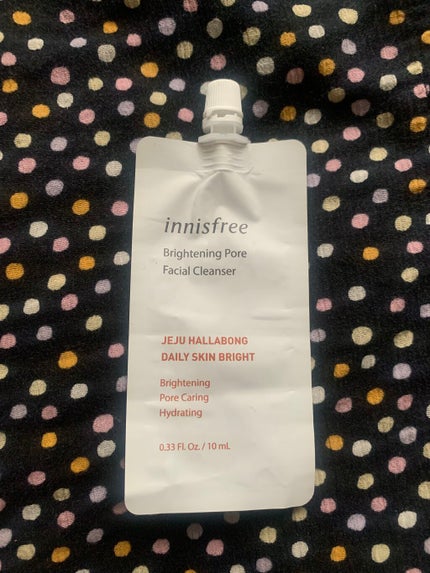 innisfree
Brightening Pore
Facial Cleanser
JEJU HALLABONG
DAILY SKIN BRIGHT
Brightening
Pore Caring
Hydrating
0.33 Fl. Oz. / 10 mL